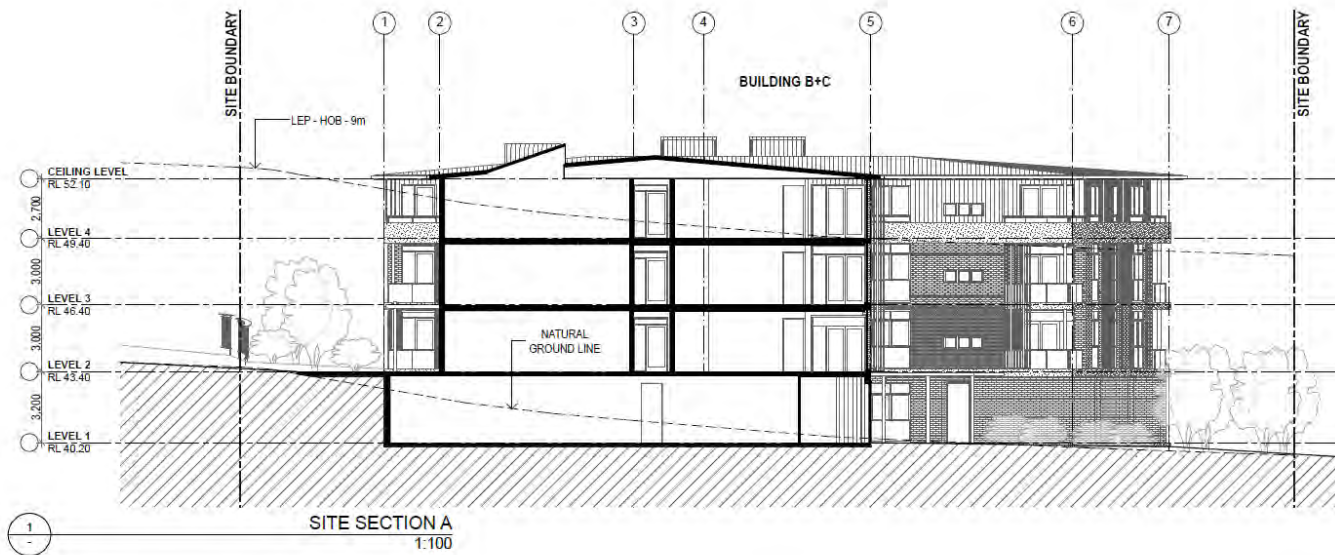 1
2
3
4
5
6
7
SITE BOUNDARY
SITE BOUNDARY
BUILDING B+C
LEP - HOB - 9m
CEILING LEVEL
RL 52.10
2.700
LEVEL 4
RL 49.40
3.000
LEVEL 3
RL 46.40
NATURAL
GROUND LINE
3.000
LEVEL 2
RL 43.40
3.200
LEVEL 1
RL 40.20
1
-
SITE SECTION A
1:100